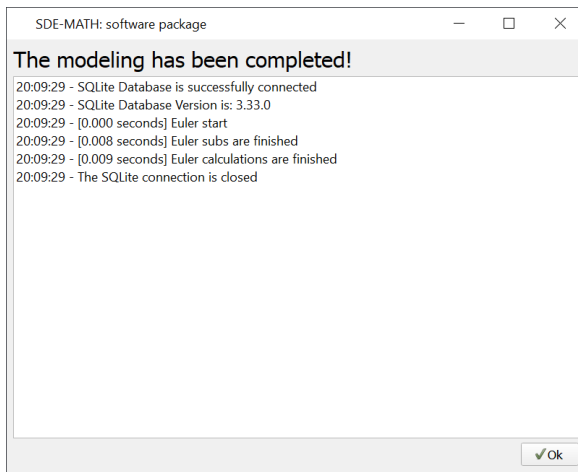 SDE-MATH: software package
The modeling has been completed!
20:09:29 - SQLite Database is successfully connected
20:09:29 - SQLite Database Version is: 3.33.0
20:09:29 - [0.000 seconds] Euler start
20:09:29 - [0.008 seconds] Euler subs are finished
20:09:29 - [0.009 seconds] Euler calculations are finished
20:09:29 - The SQLite connection is closed
Ok